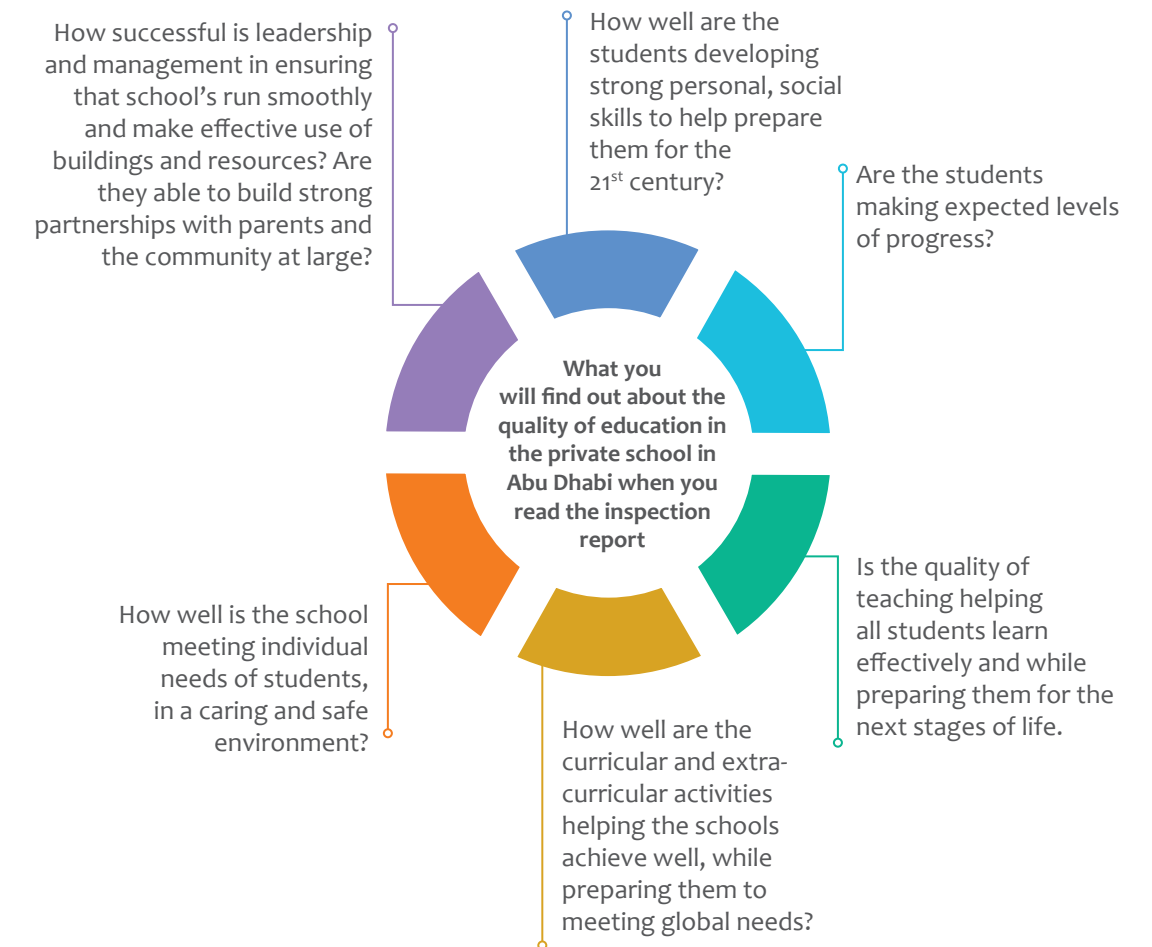 How successful is leadership
and management in ensuring
that school's run smoothly
and make effective use of
buildings and resources? Are
they able to build strong
partnerships with parents and
the community at large?
How well are the
students developing
strong personal, social
skills to help prepare
them for the
21st century?
Are the students
making expected levels
of progress?
What you
will find out about the
quality of education in
the private school in
Abu Dhabi when you
read the inspection
report
How well is the school
meeting individual
needs of students,
in a caring and safe
environment?
Is the quality of
teaching helping
all students learn
effectively and while
preparing them for the
next stages of life.
How well are the
curricular and extra-
curricular activities
helping the schools
achieve well, while
preparing them to
meeting global needs?